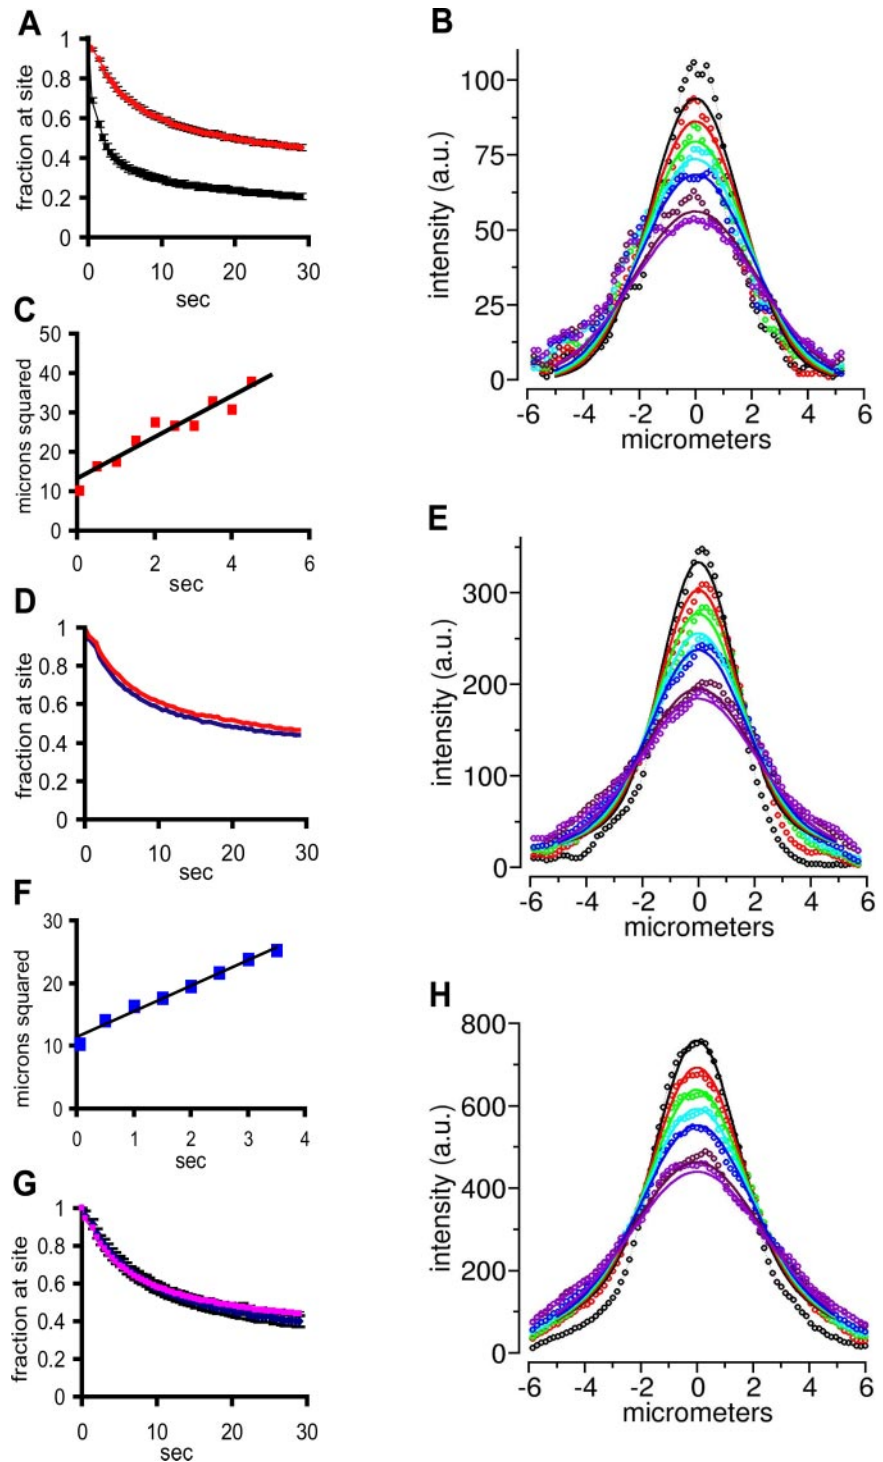 A
1
0.8
0.6
0.4
0.2
0
fraction at site
0 10 20 30
sec
B
100
75
50
25
0
intensity (a.u.)
-6 -4 -2 0 2 4 6
micrometers
C
50
40
30
20
10
0
microns squared
0 2 4 6
sec
D
1
0.8
0.6
0.4
0.2
0
fraction at site
0 10 20 30
sec
E
300
200
100
0
intensity (a.u.)
-6 -4 -2 0 2 4 6
micrometers
F
30
20
10
0
microns squared
0 1 2 3 4
sec
G
1
0.8
0.6
0.4
0.2
0
fraction at site
0 10 20 30
sec
H
800
600
400
200
0
intensity (a.u.)
-6 -4 -2 0 2 4 6
micrometers